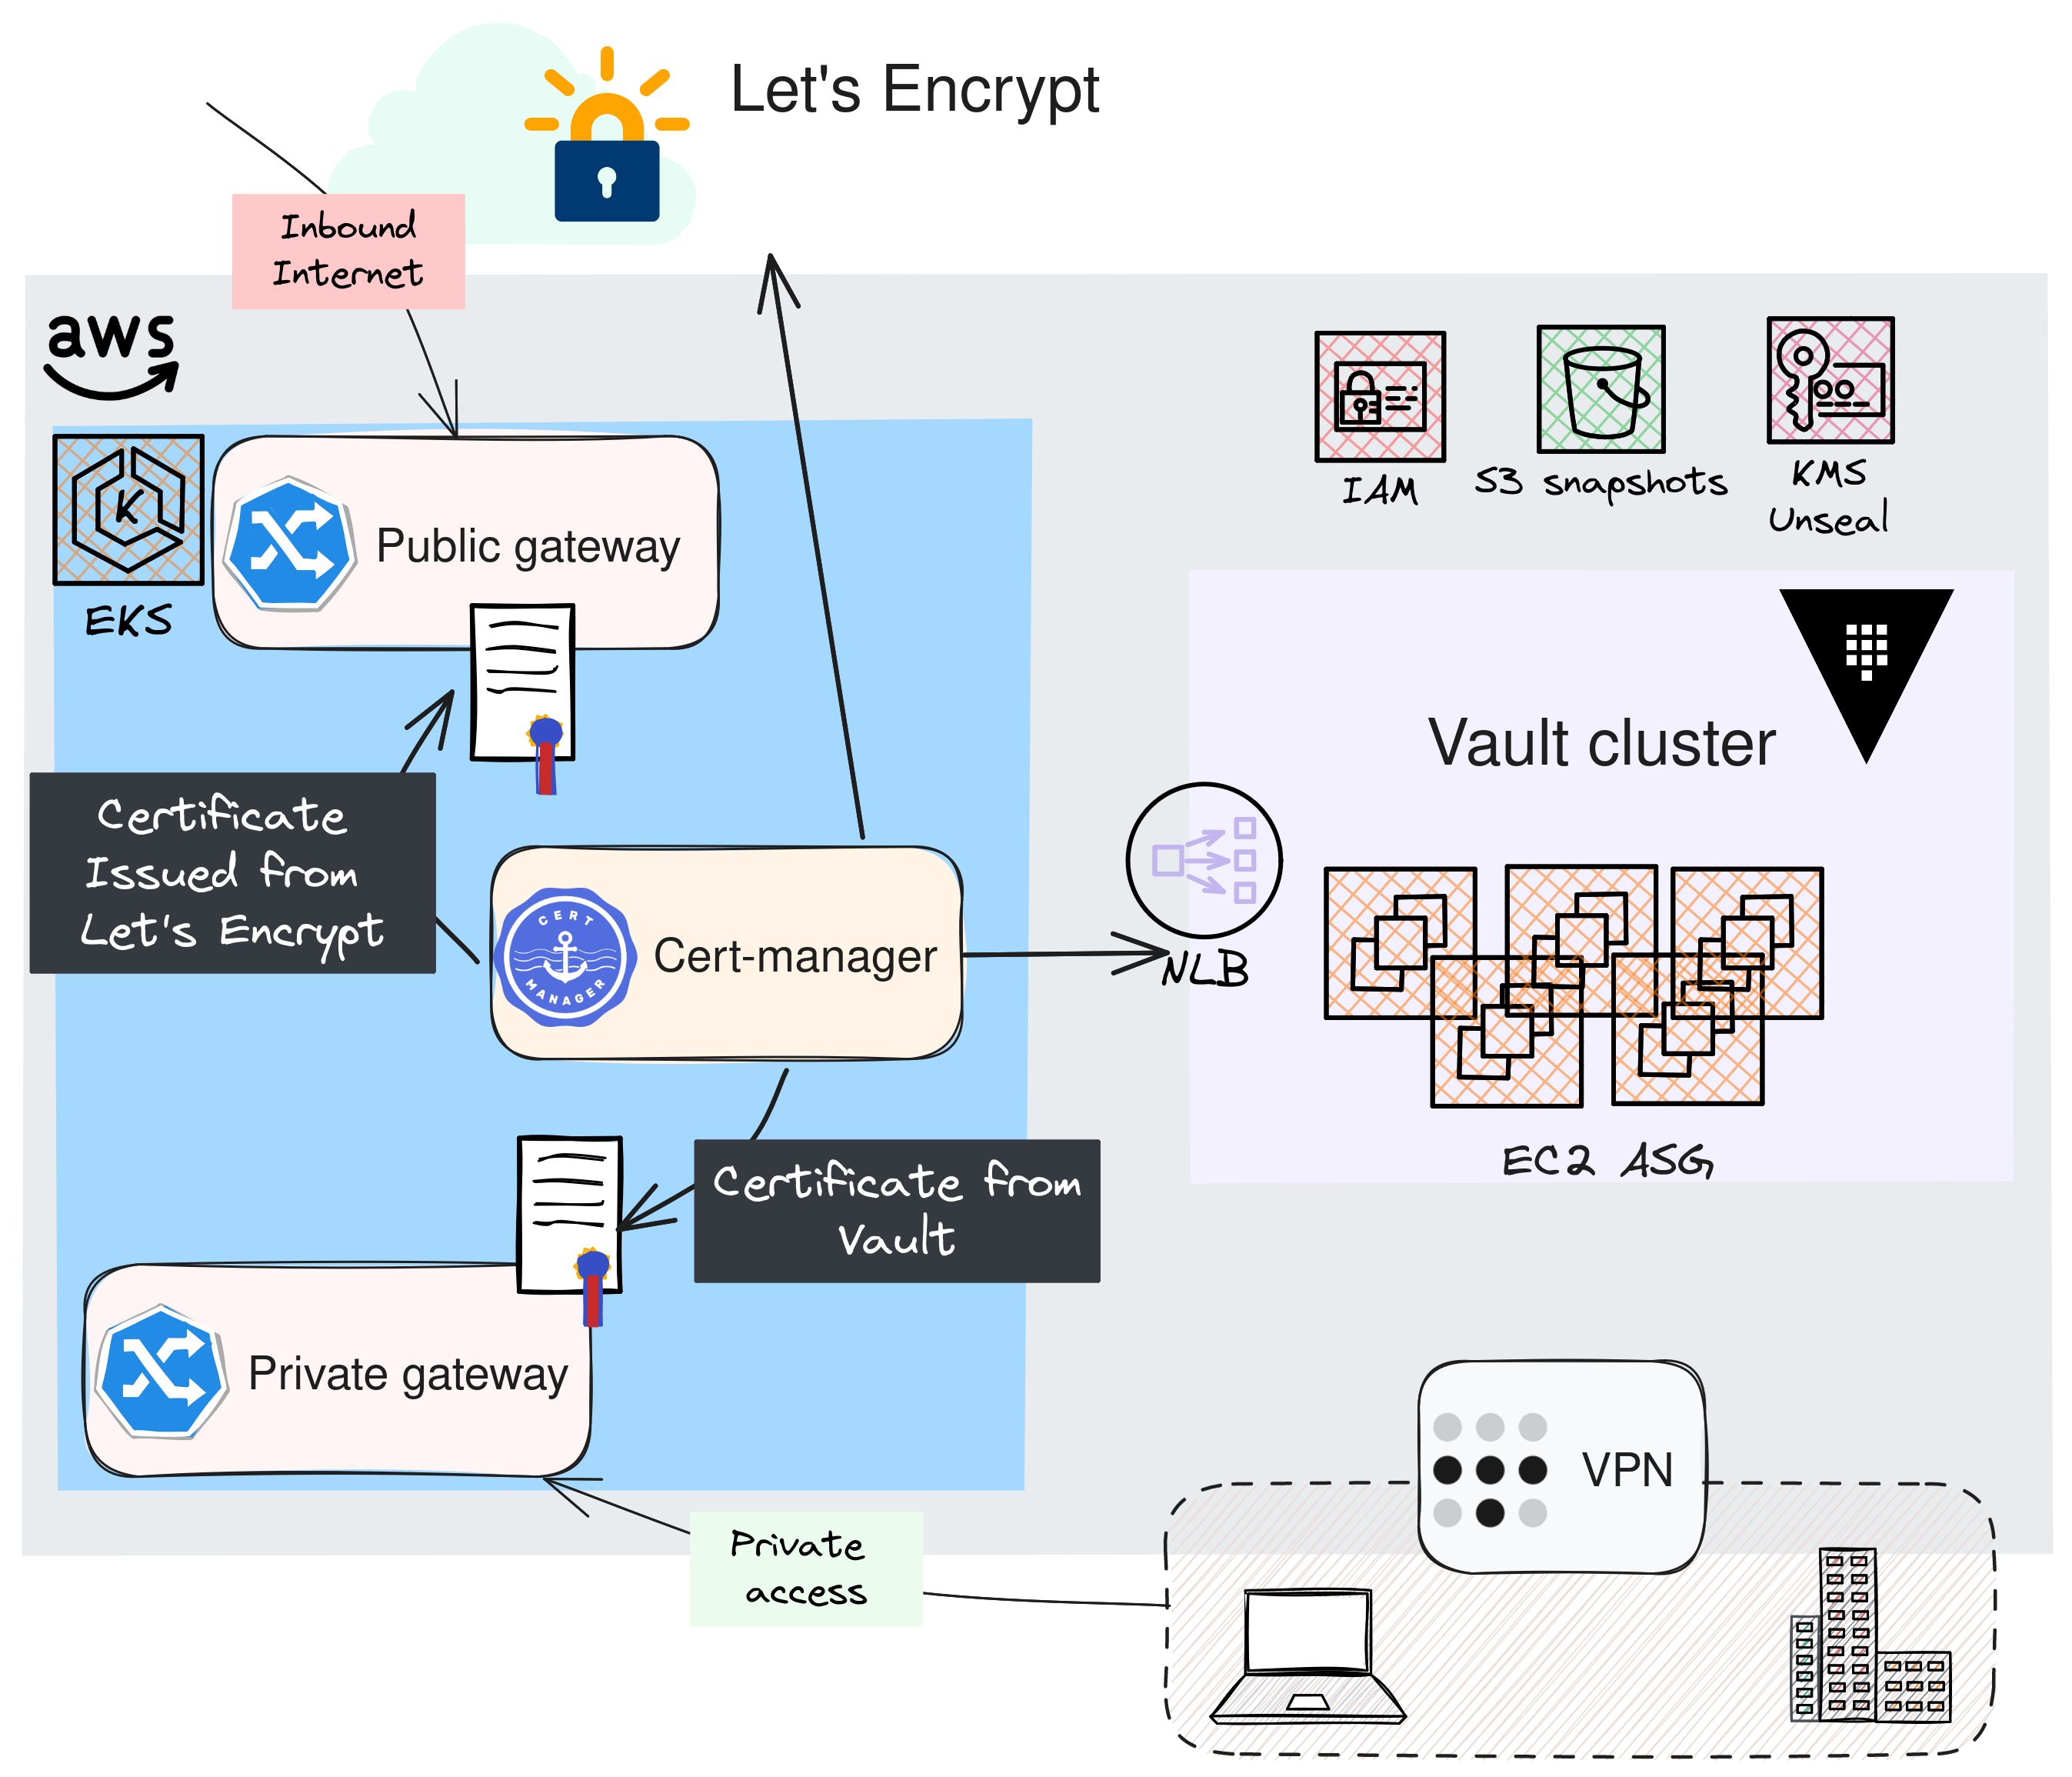 Let's Encrypt
Inbound
Internet
aws
IAM
S3 snapshots
KMS
Unseal
K
EKS
Public gateway
Vault cluster
Certificate
Issued from
Let's Encrypt
CERT
MANAGER
Cert-manager
NLB
EC2 ASG
Certificate from
Vault
Private gateway
VPN
Private
access